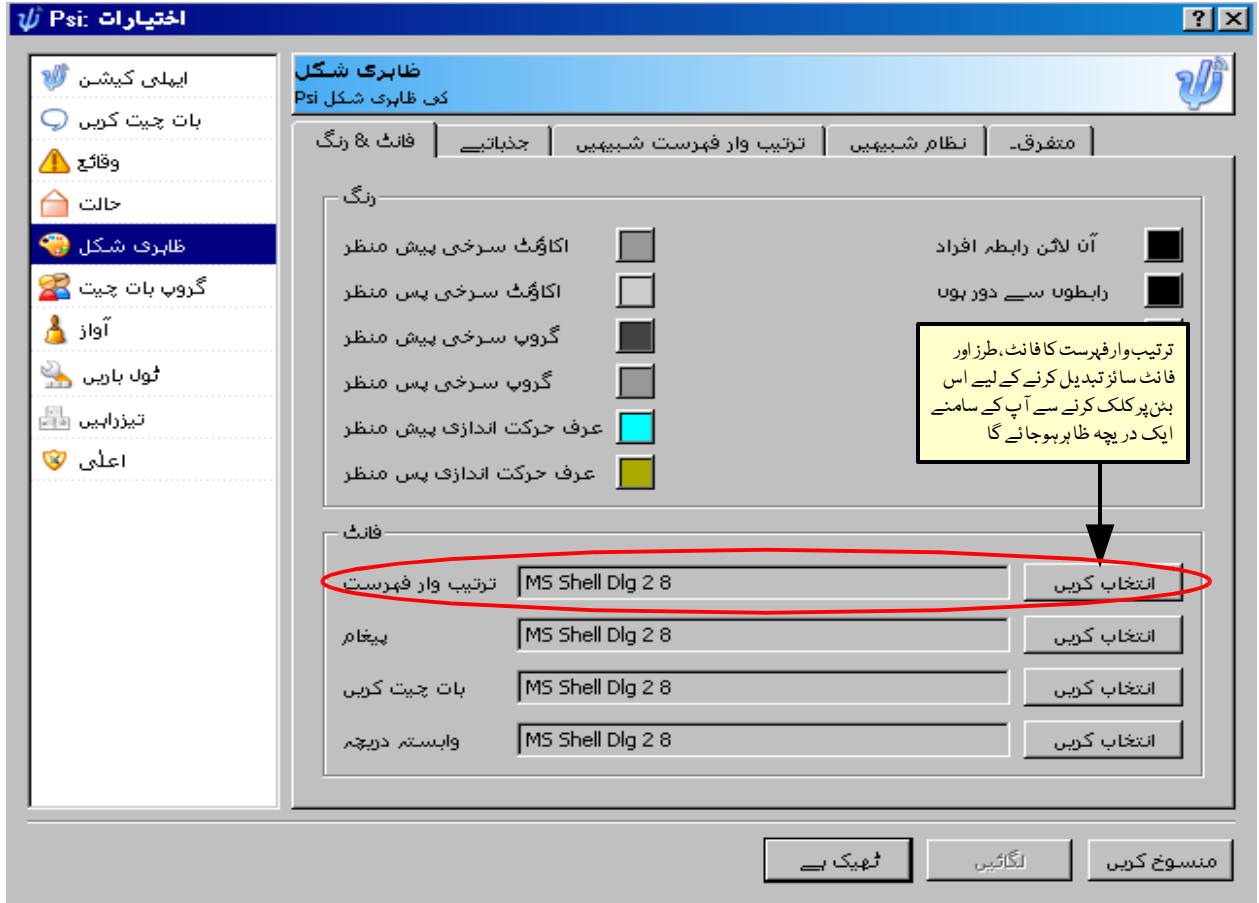 Psi: اختیارات
ایپلی کیشن
بات چیت کریں
وقائع
حالت
ظاہری شکل
گروپ بات چیت
آواز
ٹول باریں
تیزراہیں
اعلٰی
ظاہری شکل
Psi کی ظاہری شکل
فانٹ & رنگ
جذباتیے
ترتیب وار فہرست شبیہیں
نظام شبیہیں
متفرق۔
رنگ
اکاؤنٹ سرخی پیش منظر
آن لائن رابطہ افراد
اکاؤنٹ سرخی پس منظر
رابطوں سے دور ہوں
گروپ سرخی پیش منظر
گروپ سرخی پس منظر
عرف حرکت اندازی پیش منظر
عرف حرکت اندازی پس منظر
ترتیب وار فہرست کا فانٹ، طرز اور
فانٹ سائز تبدیل کرنے کے لیے اس
بٹن پر کلک کرنے سے آپ کے سامنے
ایک دریچہ ظاہر ہوجائے گا
فانٹ
ترتیب وار فہرست MS Shell Dlg 2 8 انتخاب کریں
پیغام MS Shell Dlg 2 8 انتخاب کریں
بات چیت کریں MS Shell Dlg 2 8 انتخاب کریں
وابستہ دریچہ MS Shell Dlg 2 8 انتخاب کریں
ٹھیک ہے
لگائیں
منسوخ کریں